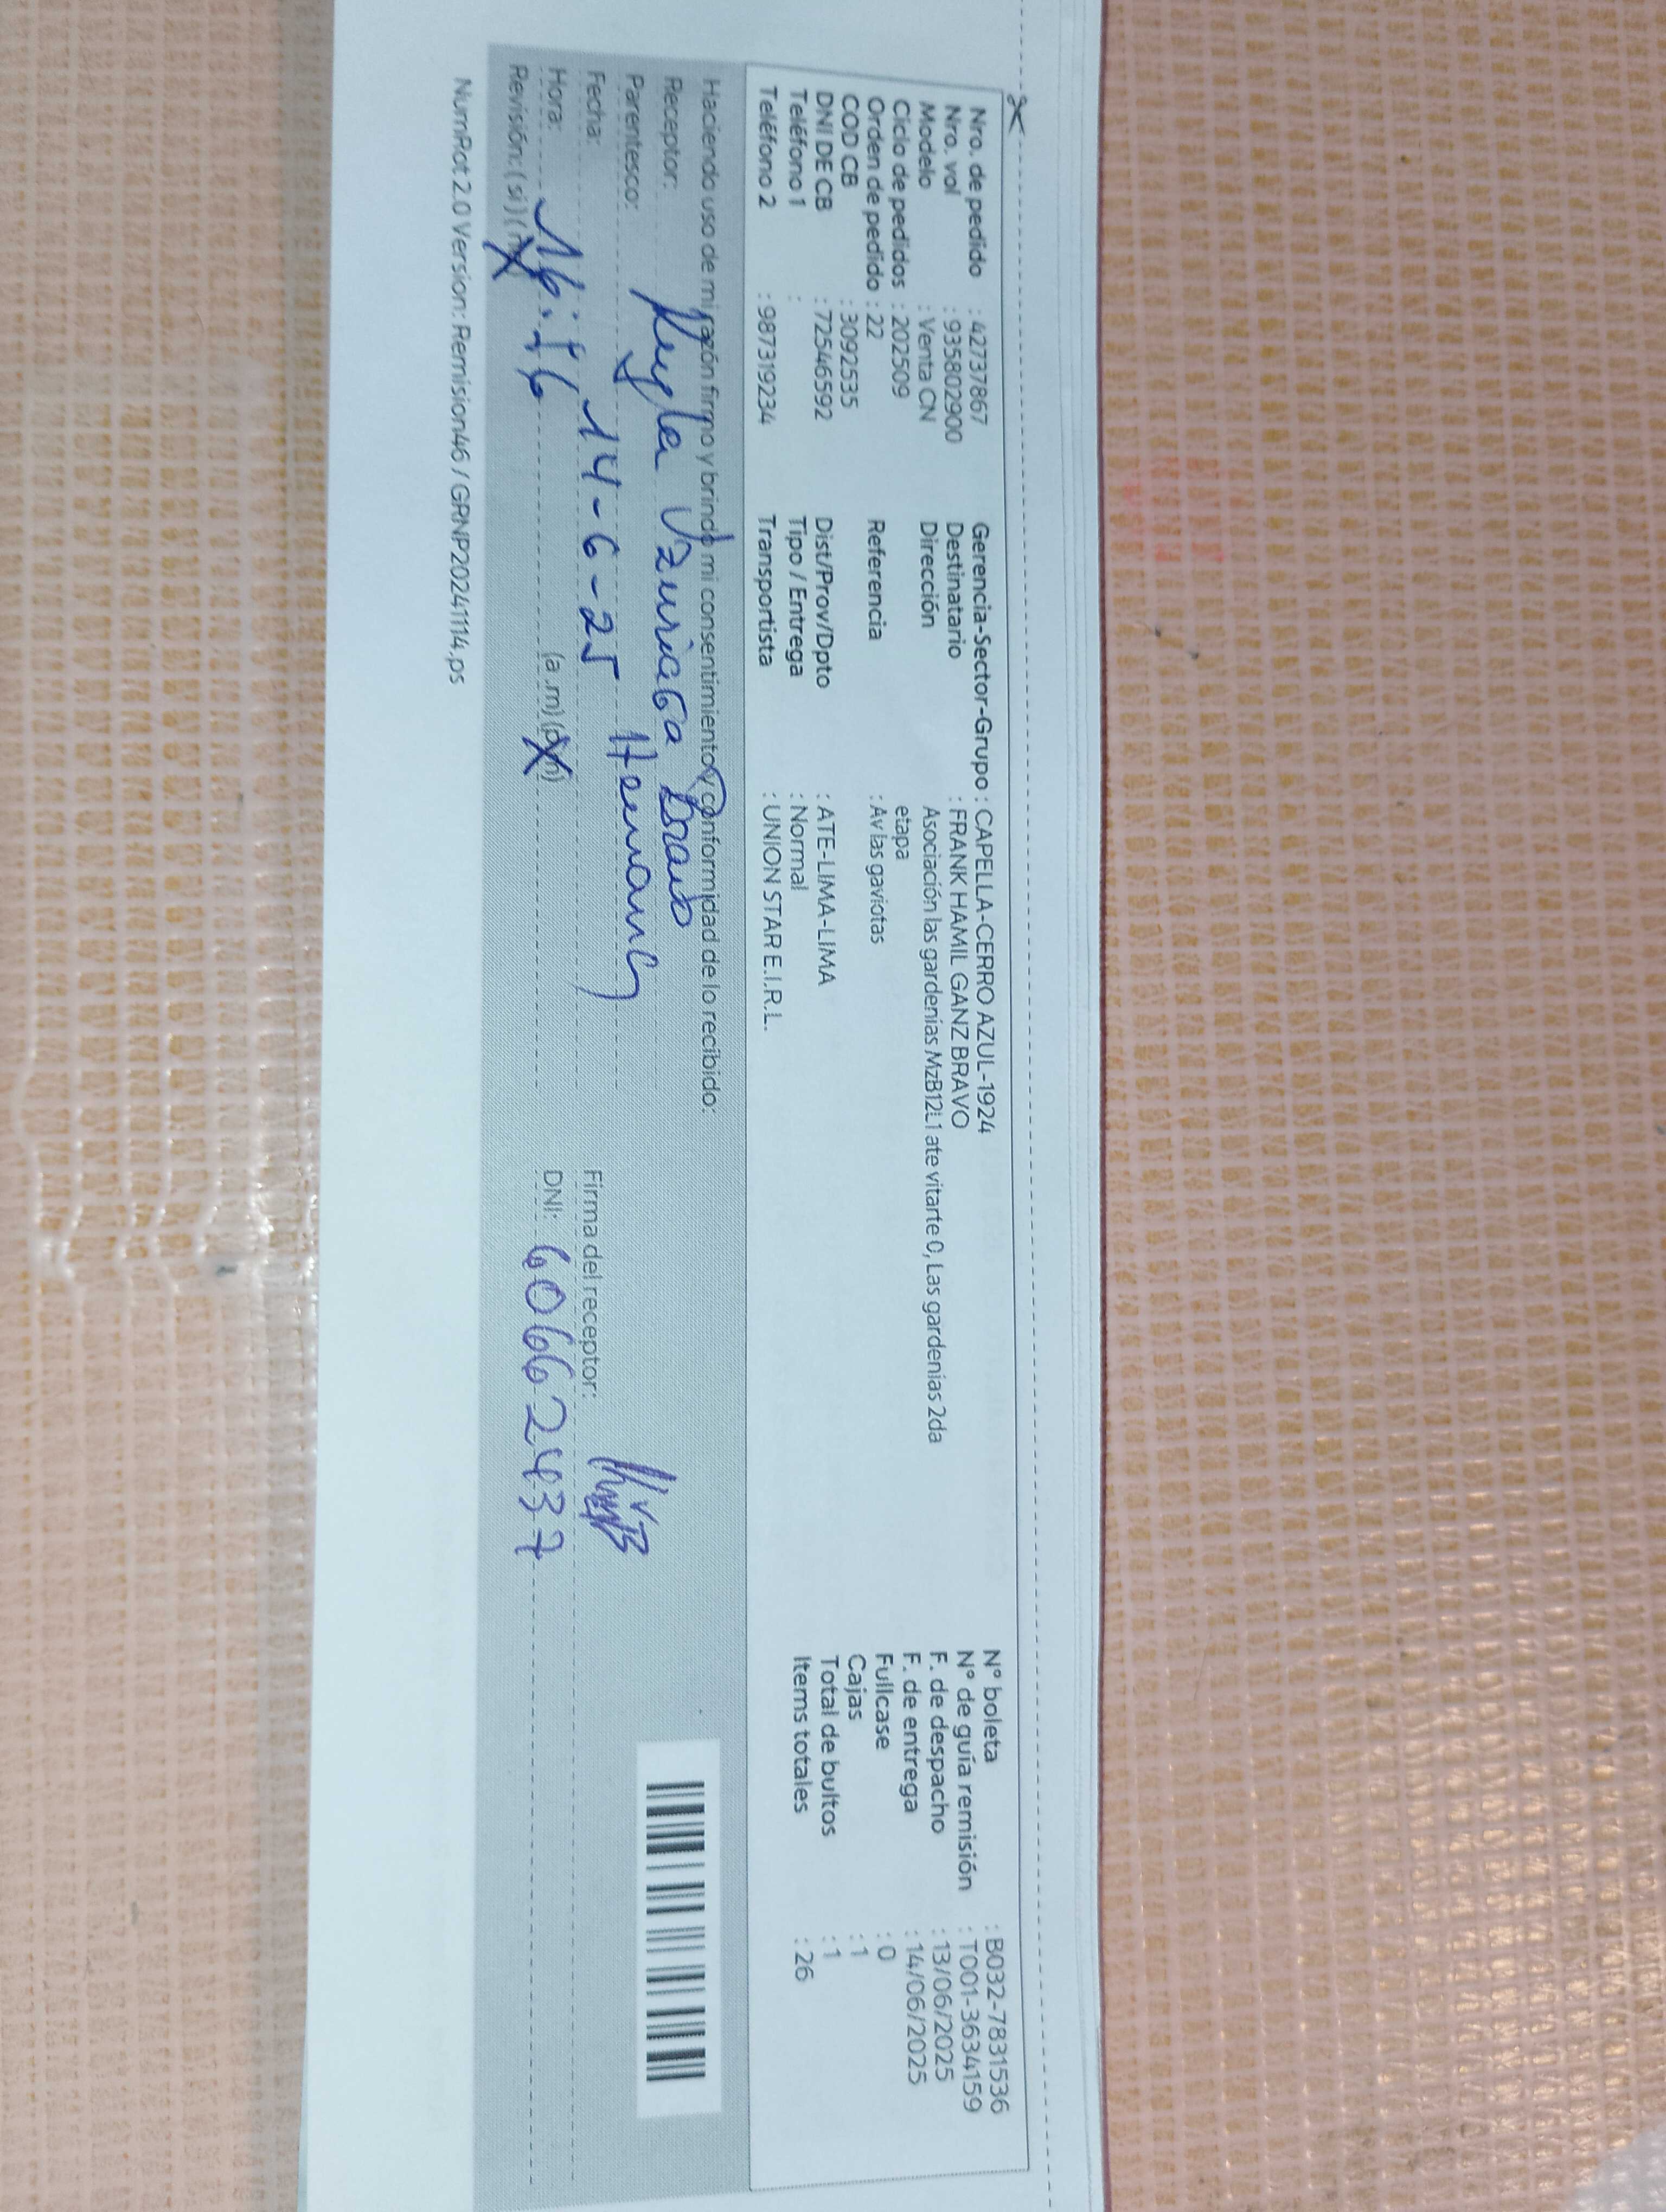 Nro. de pedido : 42737867
Nro. vol : 935802900
Modelo : Venta CN
Ciclo de pedidos : 202509
Orden de pedido : 22
COD CB : 3092535
DNI DE CB : 72546592
Teléfono 1 :
Teléfono 2 : 987319234
Gerencia-Sector-Grupo : CAPELLA-CERRO AZUL-1924
Destinatario : FRANK HAMIL GANZ BRAVO
Dirección Asociación las gardenias MzB12L1 ate vitarte 0, Las gardenias 2da
etapa
Referencia : Av las gaviotas
Dist/Prov/Dpto : ATE-LIMA-LIMA
Tipo / Entrega : Normal
Transportista : UNION STAR E.I.R.L.
N° boleta : B032-7831536
N° de guía remisión : T001-3634159
F. de despacho : 13/06/2025
F. de entrega : 14/06/2025
Fullcase : 0
Cajas : 1
Total de bultos : 1
Items totales : 26
Haciendo uso de mi razón firmo y brindo mi consentimiento y conformidad de lo recibido:
Receptor:
Parentesco: Hermano
Fecha: 14-6-25
Hora: (a.m) (p.m)
Revisión: ( si ) ( no
Firma del receptor:
DNI: 60662437
NumRot 2.0 Version: Remision46 / GRNP20241114.ps